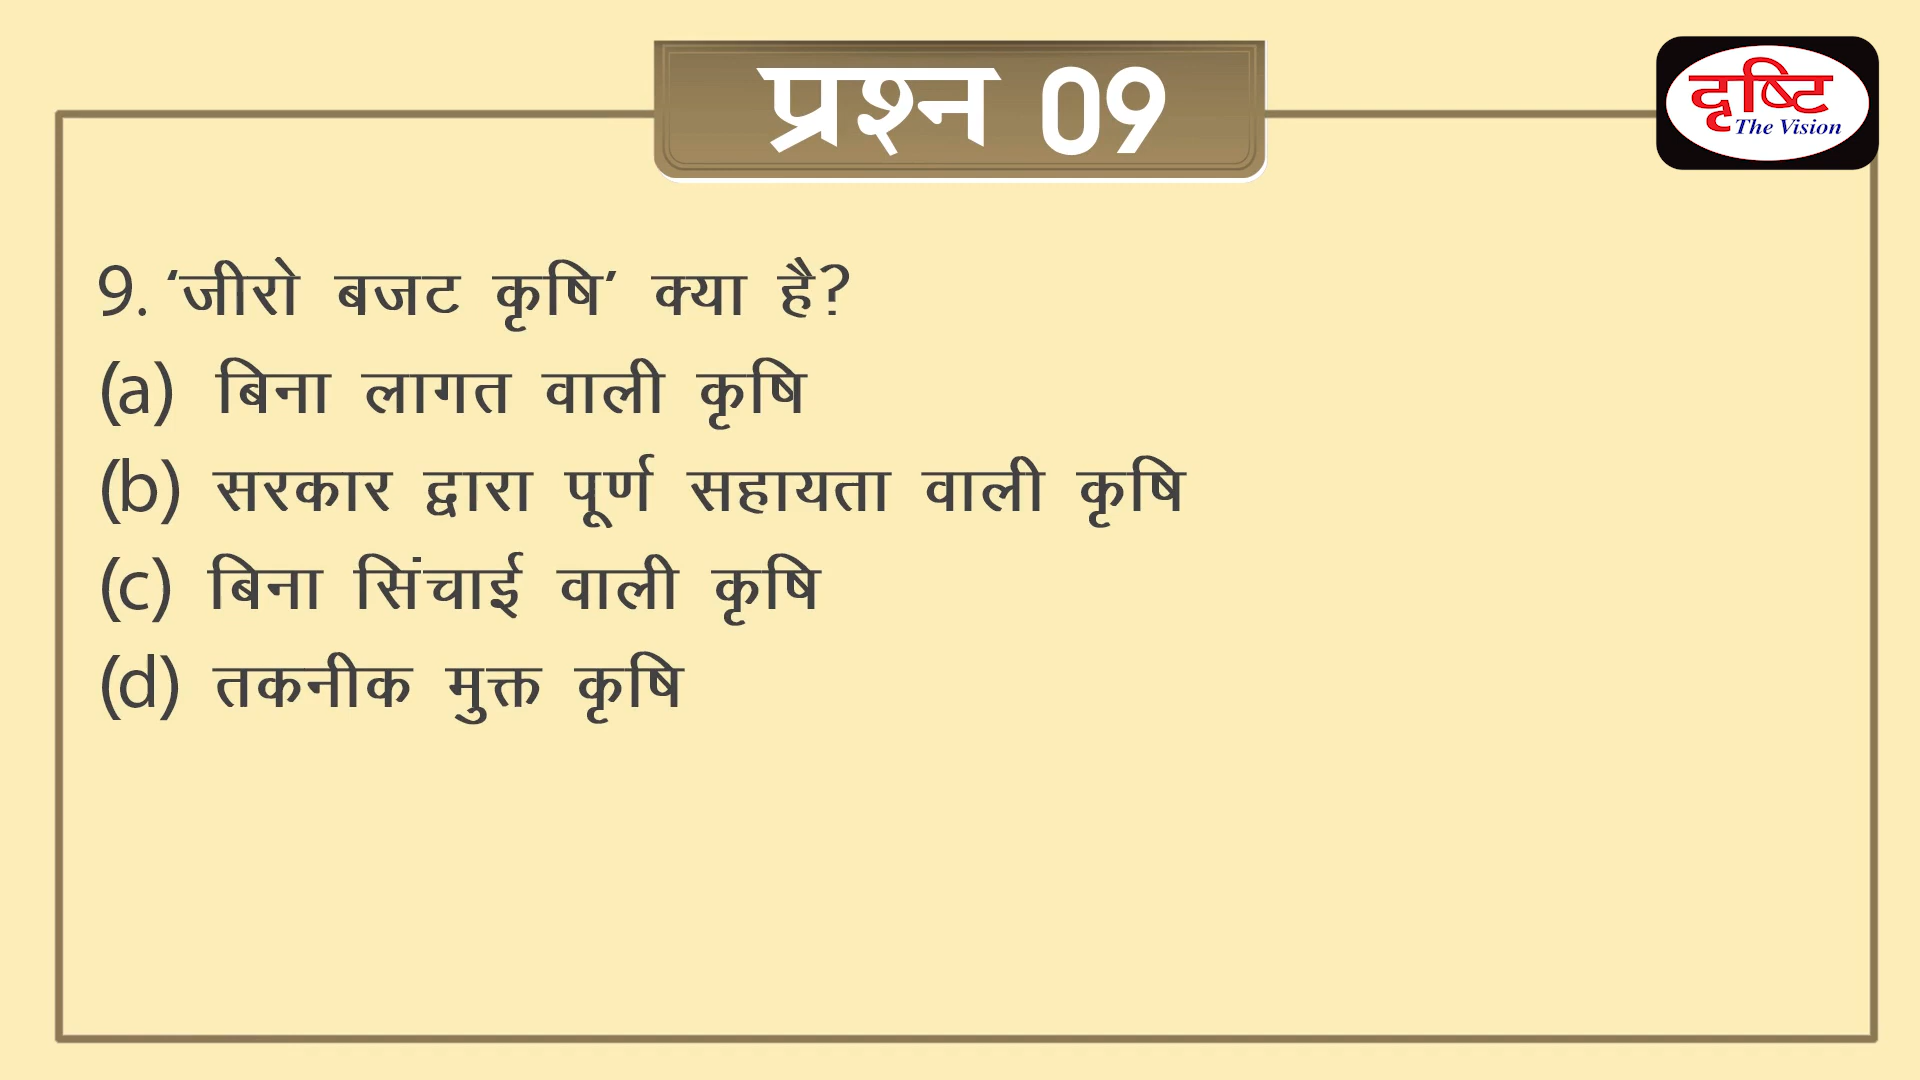 प्रश्न 09
दृष्टि
The Vision
9. ‘जीरो बजट कृषि’ क्या है?
(a) बिना लागत वाली कृषि
(b) सरकार द्वारा पूर्ण सहायता वाली कृषि
(c) बिना सिंचाई वाली कृषि
(d) तकनीक मुक्त कृषि